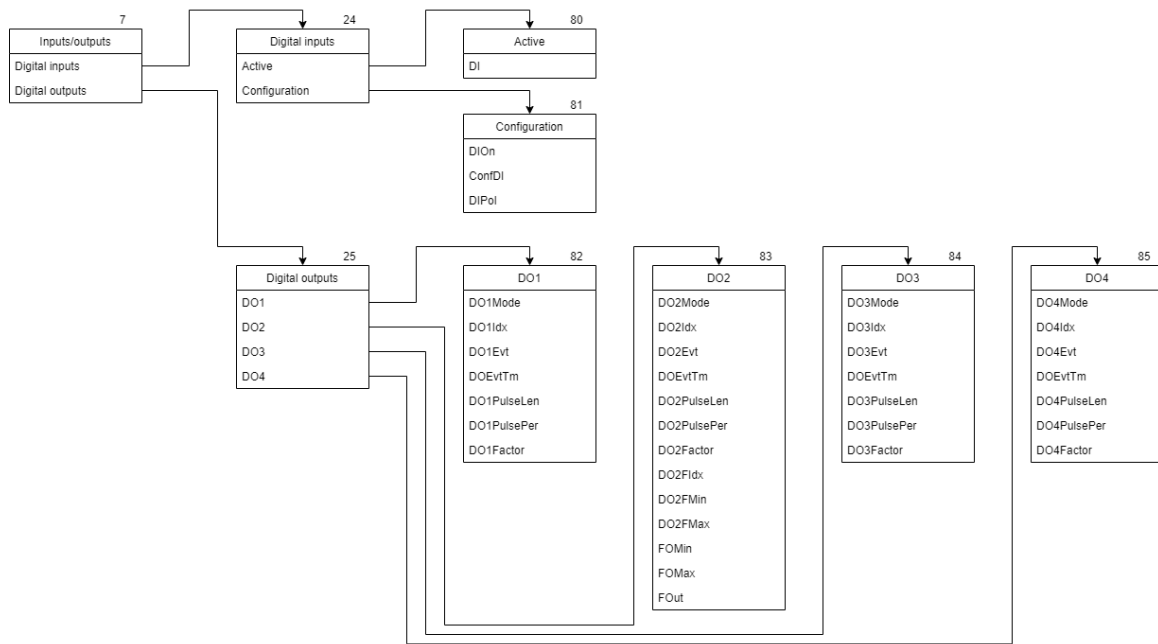 7
Inputs/outputs
Digital inputs
Digital outputs
24
Digital inputs
Active
Configuration
80
Active
DI
81
Configuration
DIOn
ConfDI
DIPol
25
Digital outputs
DO1
DO2
DO3
DO4
82
DO1
DO1Mode
DO1Idx
DO1Evt
DOEvtTm
DO1PulseLen
DO1PulsePer
DO1Factor
83
DO2
DO2Mode
DO2Idx
DO2Evt
DOEvtTm
DO2PulseLen
DO2PulsePer
DO2Factor
DO2FIdx
DO2FMin
DO2FMax
FOMin
FOMax
FOut
84
DO3
DO3Mode
DO3Idx
DO3Evt
DOEvtTm
DO3PulseLen
DO3PulsePer
DO3Factor
85
DO4
DO4Mode
DO4Idx
DO4Evt
DOEvtTm
DO4PulseLen
DO4PulsePer
DO4Factor